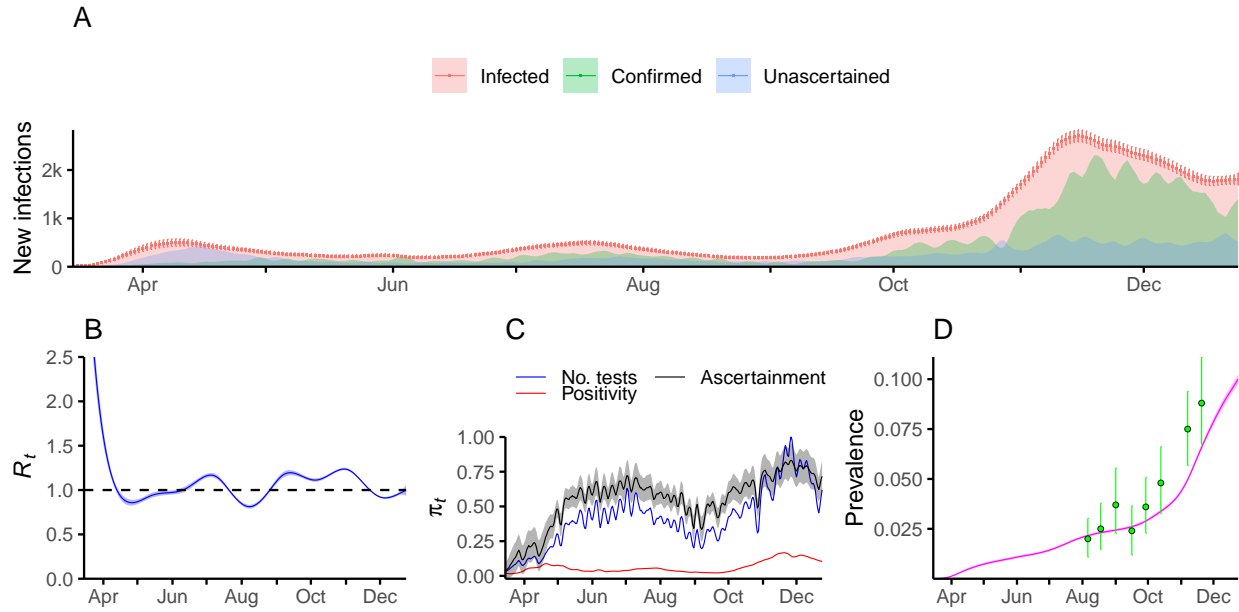 A
Infected Confirmed Unascertained
New infections
2k
1k
0
Apr Jun Aug Oct Dec
B
R_t
2.5
2.0
1.5
1.0
0.5
0.0
Apr Jun Aug Oct Dec
C
No. tests Ascertainment
Positivity
π_t
1.00
0.75
0.50
0.25
0.00
Apr Jun Aug Oct Dec
D
Prevalence
0.100
0.075
0.050
0.025
Apr Jun Aug Oct Dec